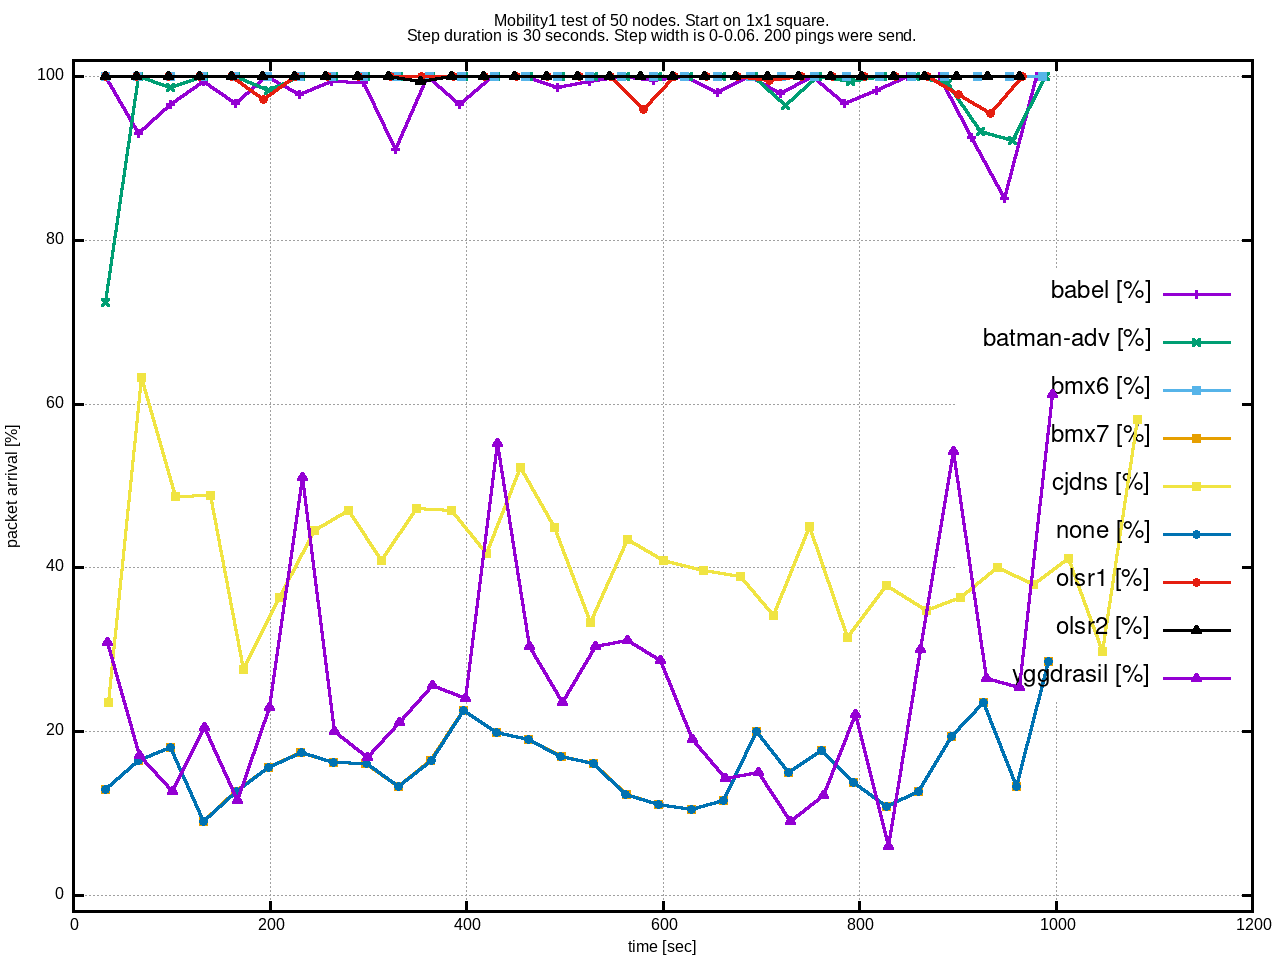 Mobility1 test of 50 nodes. Start on 1x1 square.
Step duration is 30 seconds. Step width is 0-0.06. 200 pings were send.
100
80
60
40
20
0
packet arrival [%]
babel [%]
batman-adv [%]
bmx6 [%]
bmx7 [%]
cjdns [%]
none [%]
olsr1 [%]
olsr2 [%]
yggdrasil [%]
0
200
400
600
800
1000
1200
time [sec]